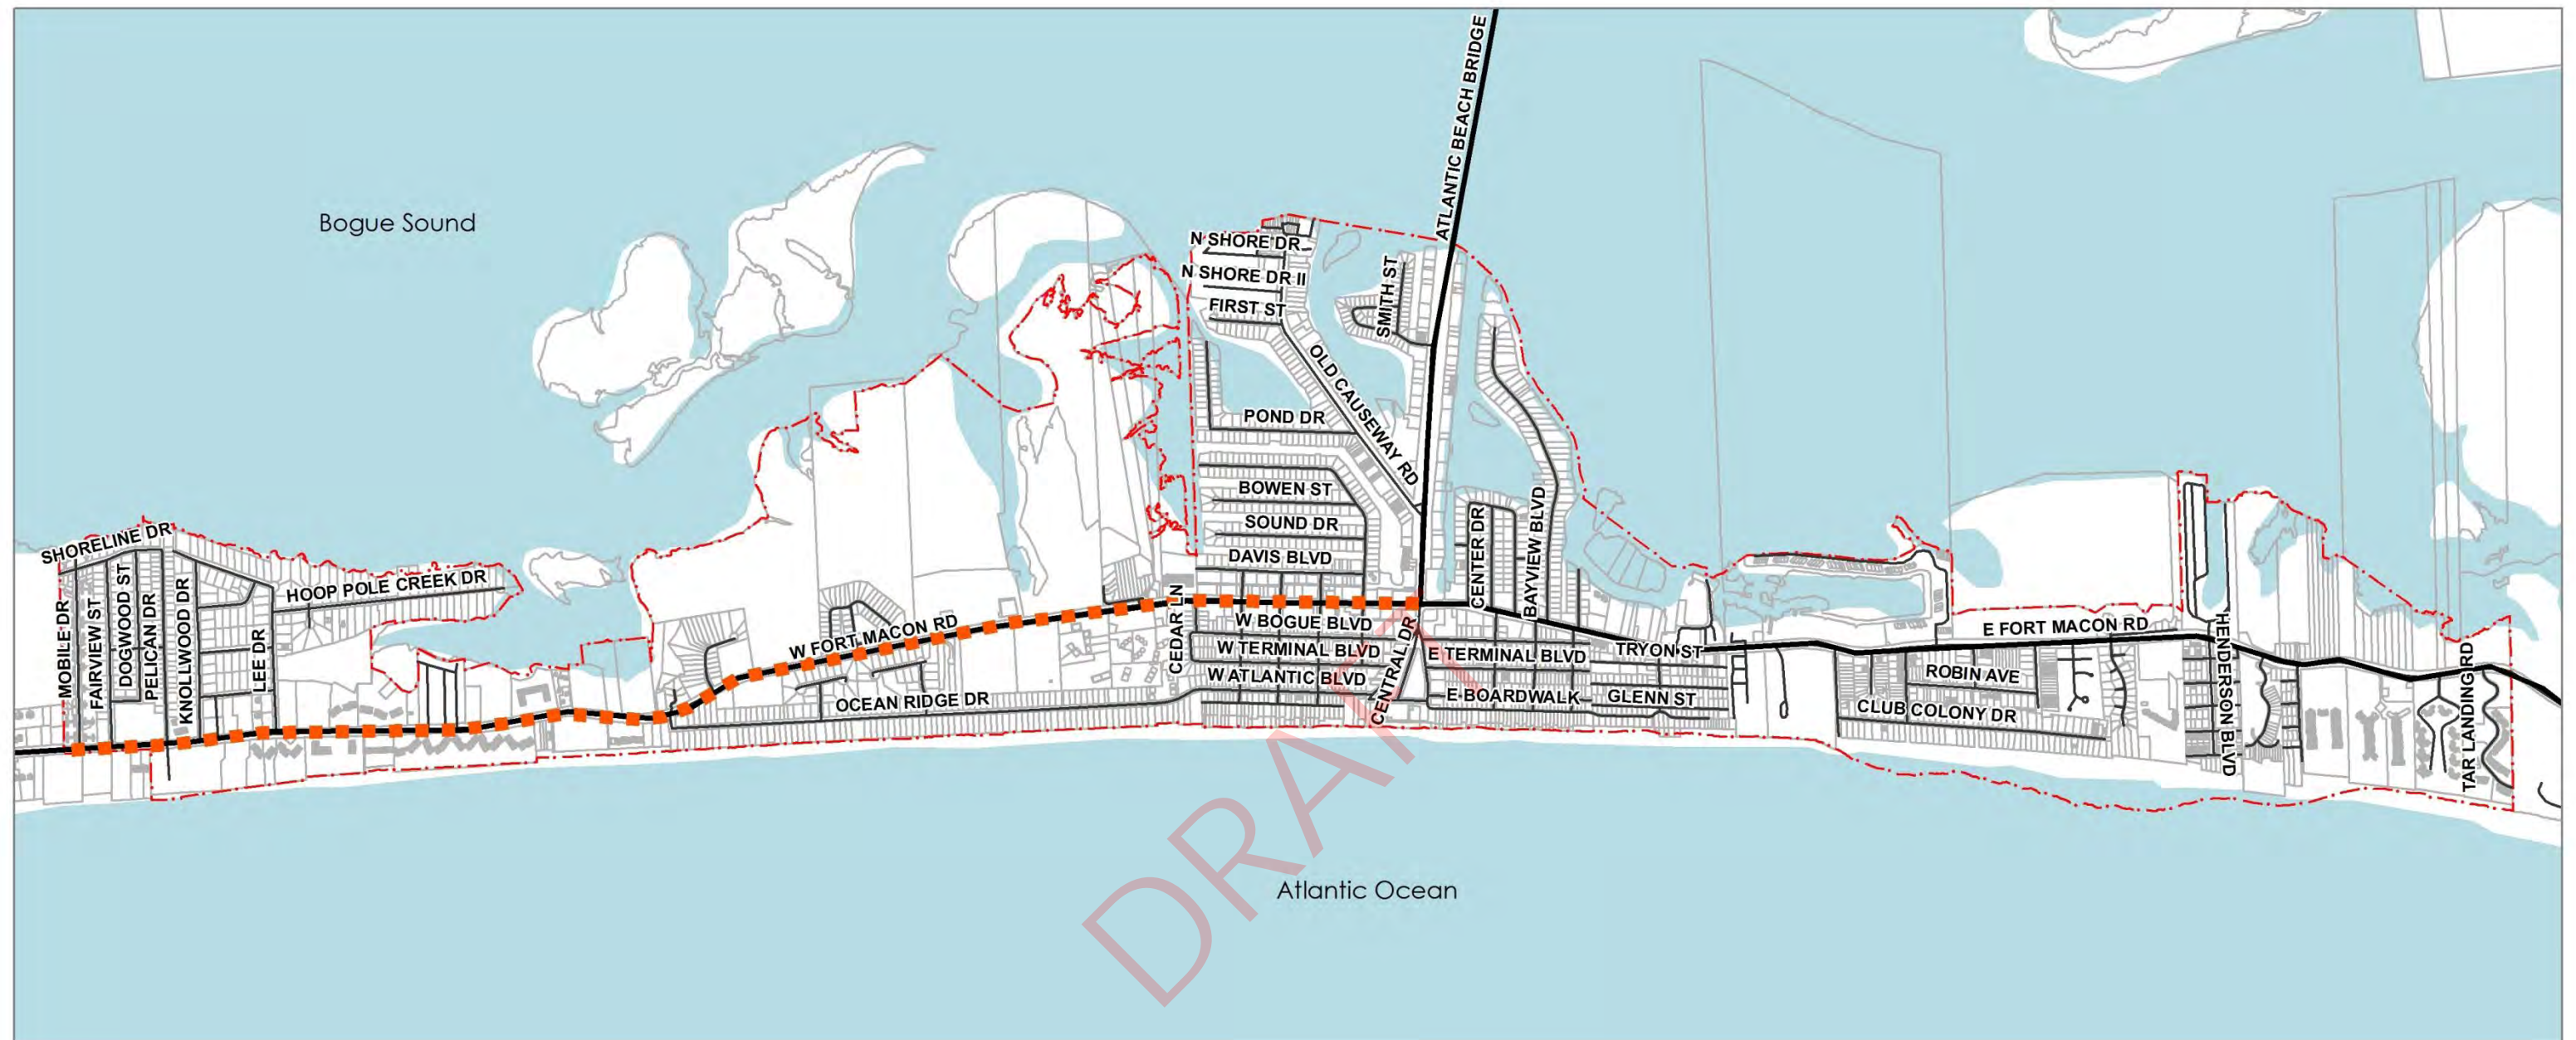 ATLANTIC BEACH BRIDGE
Bogue Sound
N SHORE DR
N SHORE DR II
FIRST ST
SMITH ST
OLD CAUSEWAY RD
POND DR
BOWEN ST
SOUND DR
DAVIS BLVD
CENTER DR
BAYVIEW BLVD
SHORELINE DR
HOOP POLE CREEK DR
MOBILE DR
FAIRVIEW ST
DOGWOOD ST
PELICAN DR
KNOLLWOOD DR
LEE DR
W FORT MACON RD
OCEAN RIDGE DR
CEDAR LN
W BOGUE BLVD
W TERMINAL BLVD
W ATLANTIC BLVD
CENTRAL DR
E TERMINAL BLVD
TRYON ST
E BOARDWALK
GLENN ST
E FORT MACON RD
ROBIN AVE
CLUB COLONY DR
HENDERSON BLVD
TAR LANDING RD
Atlantic Ocean
DRAFT